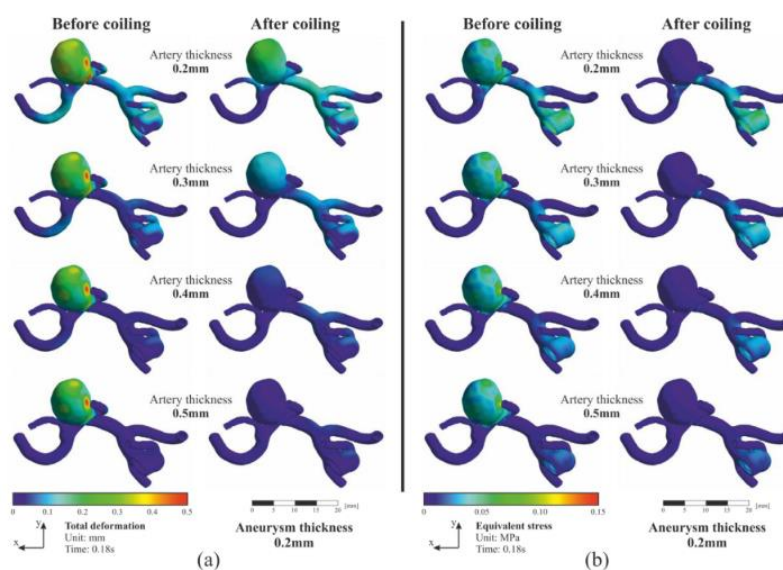 Before coiling
After coiling
Artery thickness
0.2mm
Artery thickness
0.3mm
Artery thickness
0.4mm
Artery thickness
0.5mm
0 0.1 0.2 0.3 0.4 0.5
y
x
Total deformation
Unit: mm
Time: 0.18s
0 5 10 15 20 [mm]
Aneurysm thickness
0.2mm
(a)
Before coiling
After coiling
Artery thickness
0.2mm
Artery thickness
0.3mm
Artery thickness
0.4mm
Artery thickness
0.5mm
0 0.05 0.10 0.15
y
x
Equivalent stress
Unit: MPa
Time: 0.18s
0 5 10 15 20 [mm]
Aneurysm thickness
0.2mm
(b)